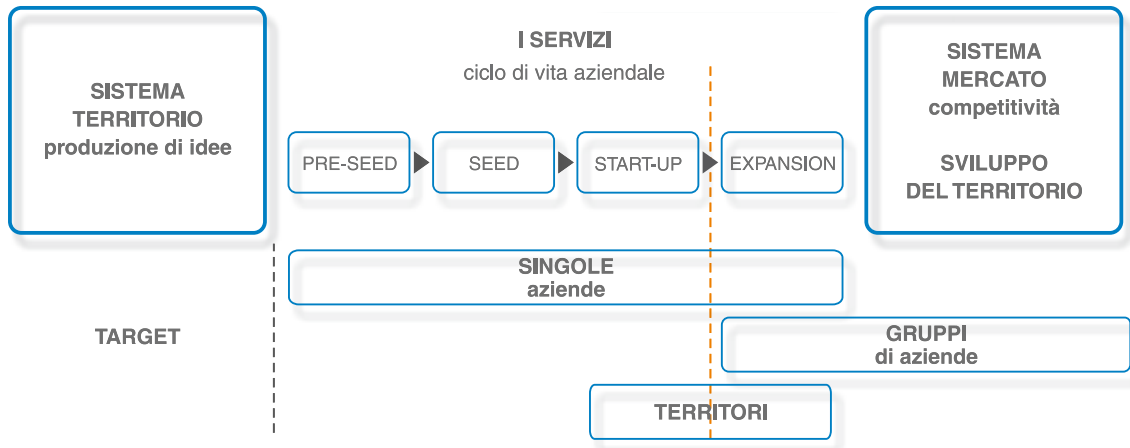 SISTEMA
TERRITORIO
produzione di idee
I SERVIZI
ciclo di vita aziendale
PRE-SEED
SEED
START-UP
EXPANSION
SISTEMA
MERCATO
competitività
SVILUPPO
DEL TERRITORIO
TARGET
SINGOLE
aziende
GRUPPI
di aziende
TERRITORI